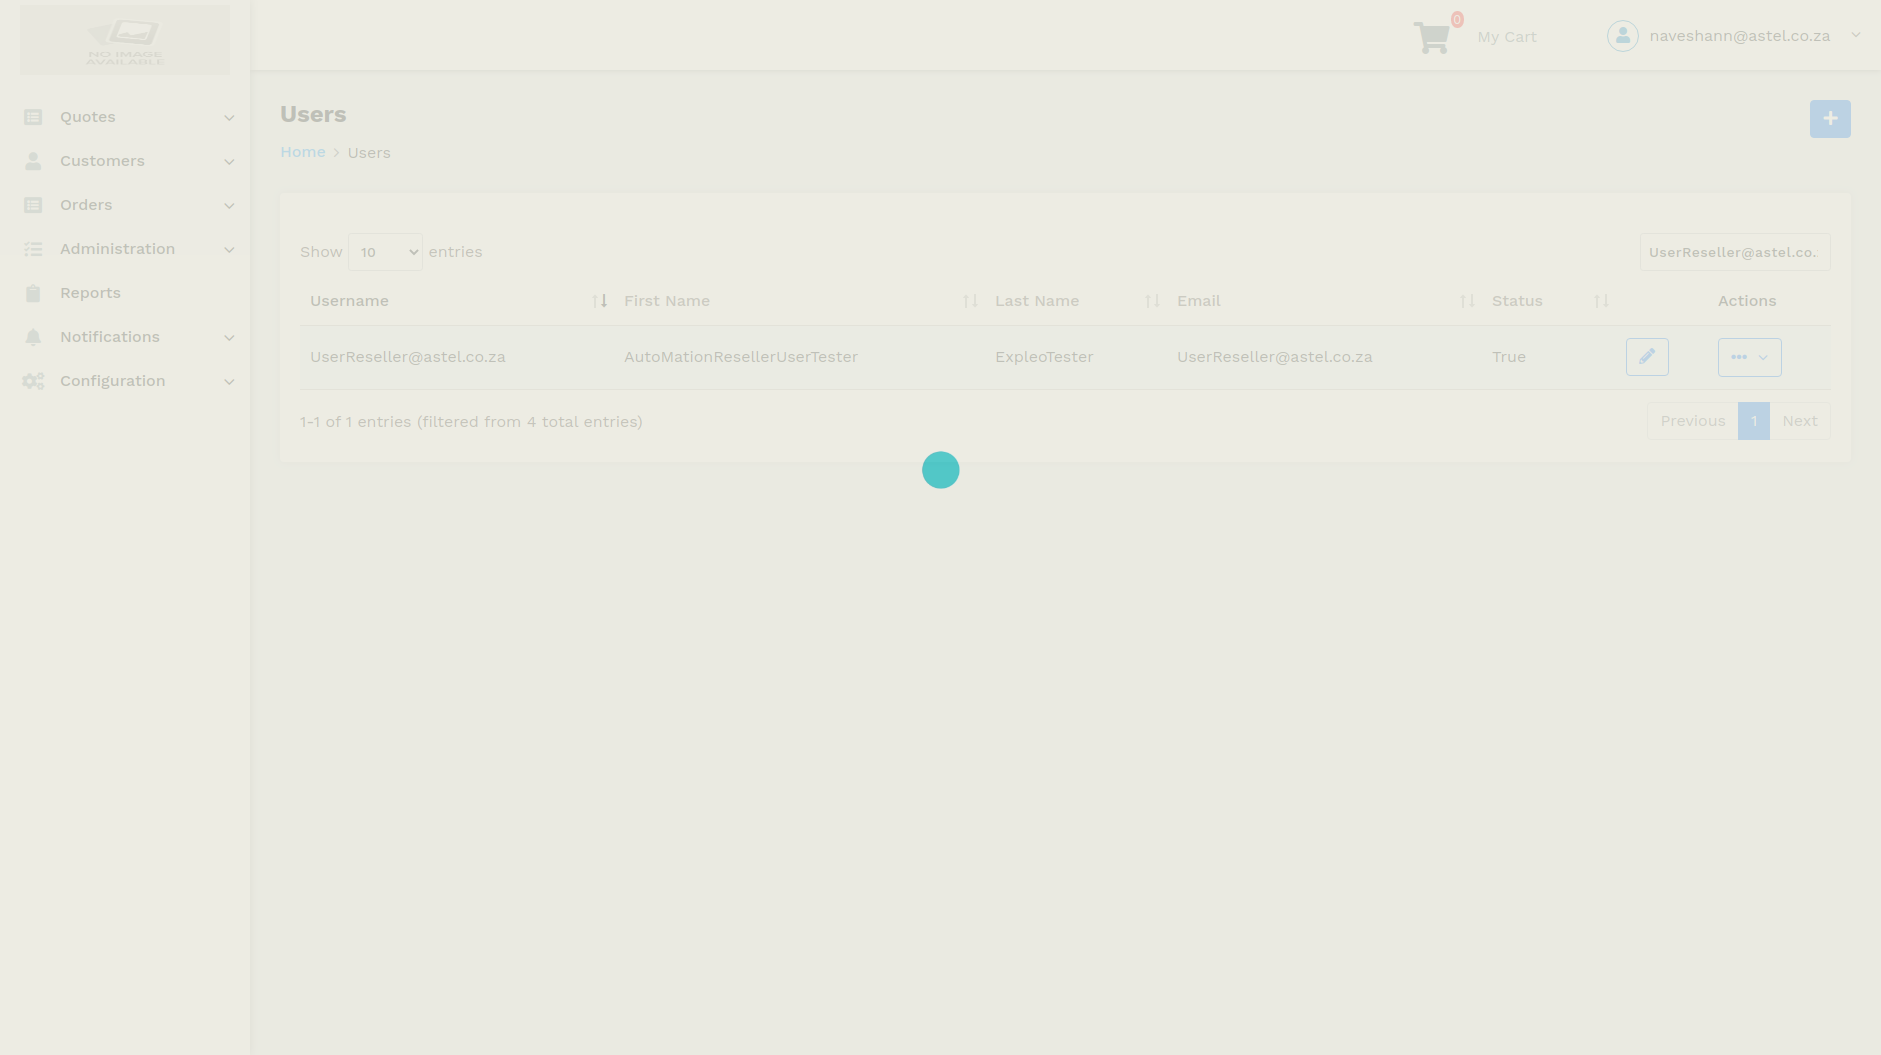 NO IMAGE
AVAILABLE
0
My Cart
naveshann@astel.co.za
Quotes
Customers
Orders
Administration
Reports
Notifications
Configuration
Users
Home > Users
Show 10 entries
UserReseller@astel.co.
Username First Name Last Name Email Status Actions
UserReseller@astel.co.za AutoMationResellerUserTester ExpleoTester UserReseller@astel.co.za True
1-1 of 1 entries (filtered from 4 total entries)
Previous 1 Next